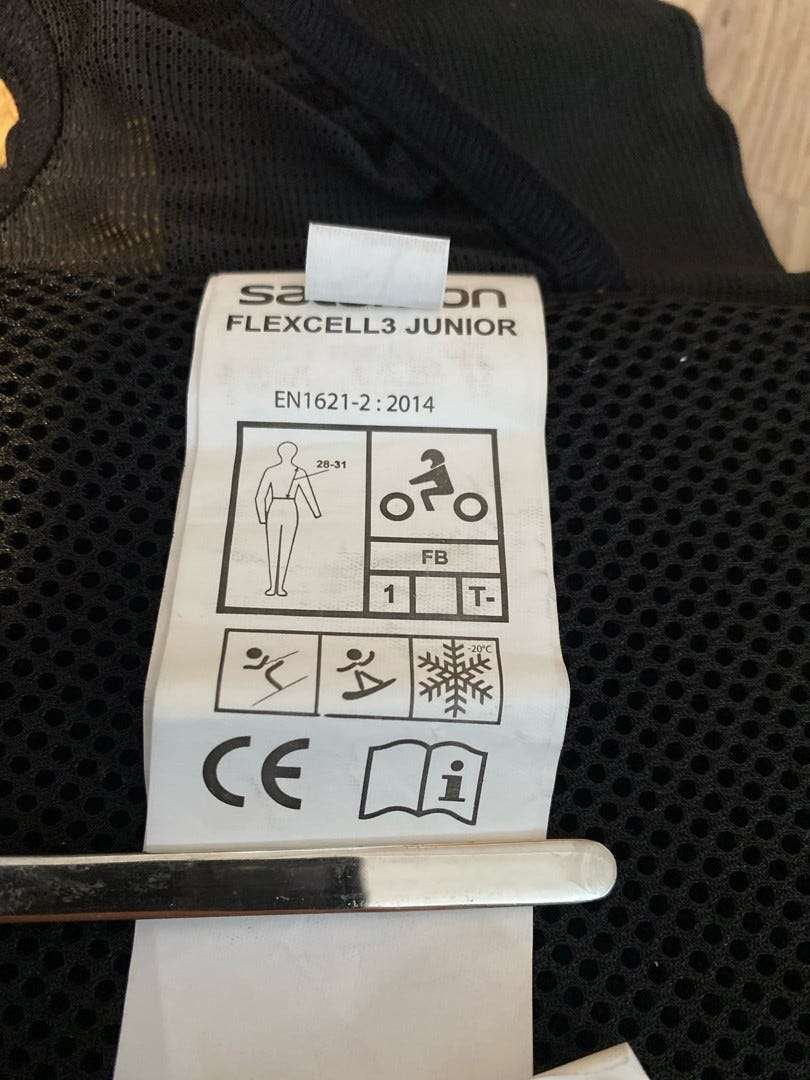 FLEXCELL3 JUNIOR
EN1621-2 : 2014
28-31
FB
1
T-
-20°C
CE
i